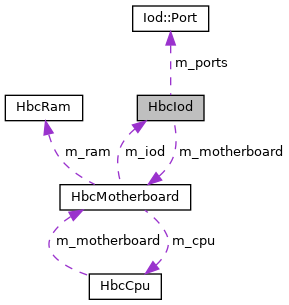 Iod::Port
m_ports
HbcRam
HbcIod
m_ram
m_iod
m_motherboard
HbcMotherboard
m_motherboard
m_cpu
HbcCpu